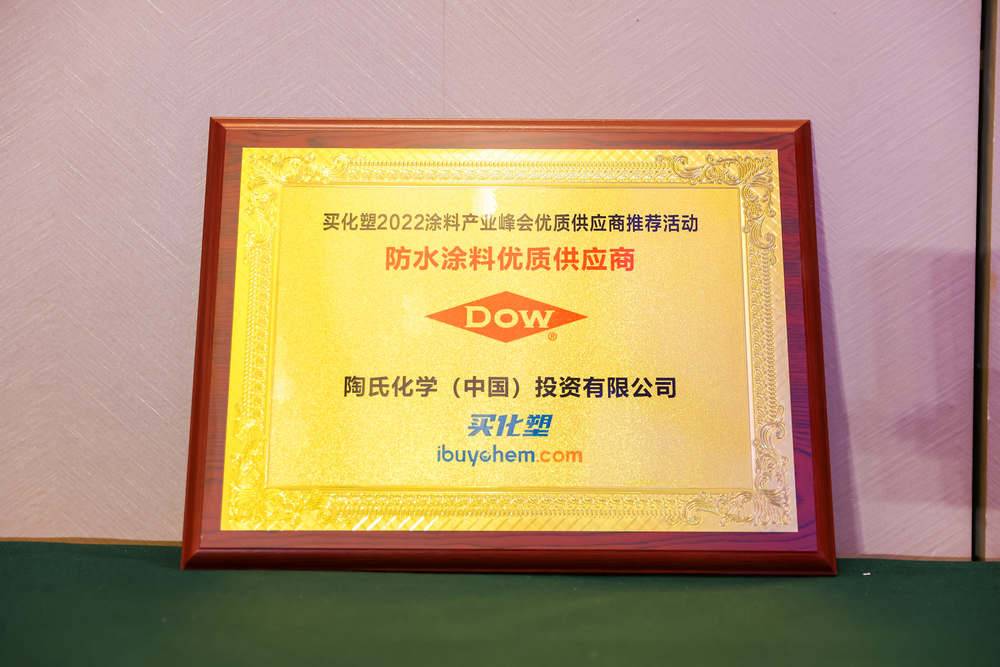 买化塑2022涂料产业峰会优质供应商推荐活动
防水涂料优质供应商
DOW
®
陶氏化学（中国）投资有限公司
买化塑
ibuychem.com